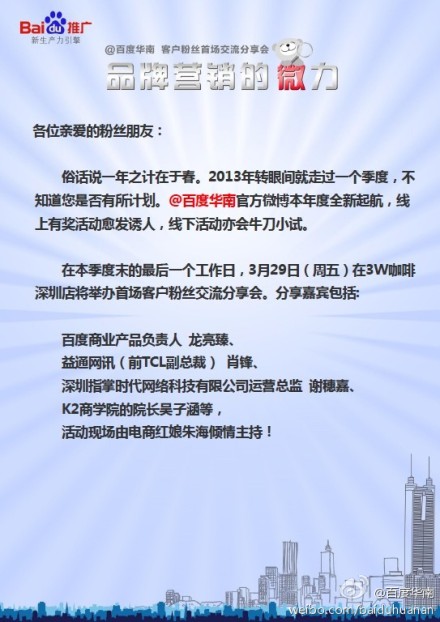 Bai du 推广
新生产力引擎
@百度华南 客户粉丝首场交流分享会
品牌营销的微力
各位亲爱的粉丝朋友：
俗话说一年之计在于春。2013年转眼间就走过一个季度，不
知道您是否有所计划。@百度华南官方微博本年度全新起航，线
上有奖活动愈发诱人，线下活动亦会牛刀小试。
在本季度末的最后一个工作日，3月29日（周五）在3W咖啡
深圳店将举办首场客户粉丝交流分享会。分享嘉宾包括:
百度商业产品负责人 龙亮臻、
益通网讯（前TCL副总裁） 肖锋、
深圳指掌时代网络科技有限公司运营总监 谢穗嘉、
K2商学院的院长吴子涵等，
活动现场由电商红娘朱海倾情主持！
@百度华南
weibo.com/baiduhuanan